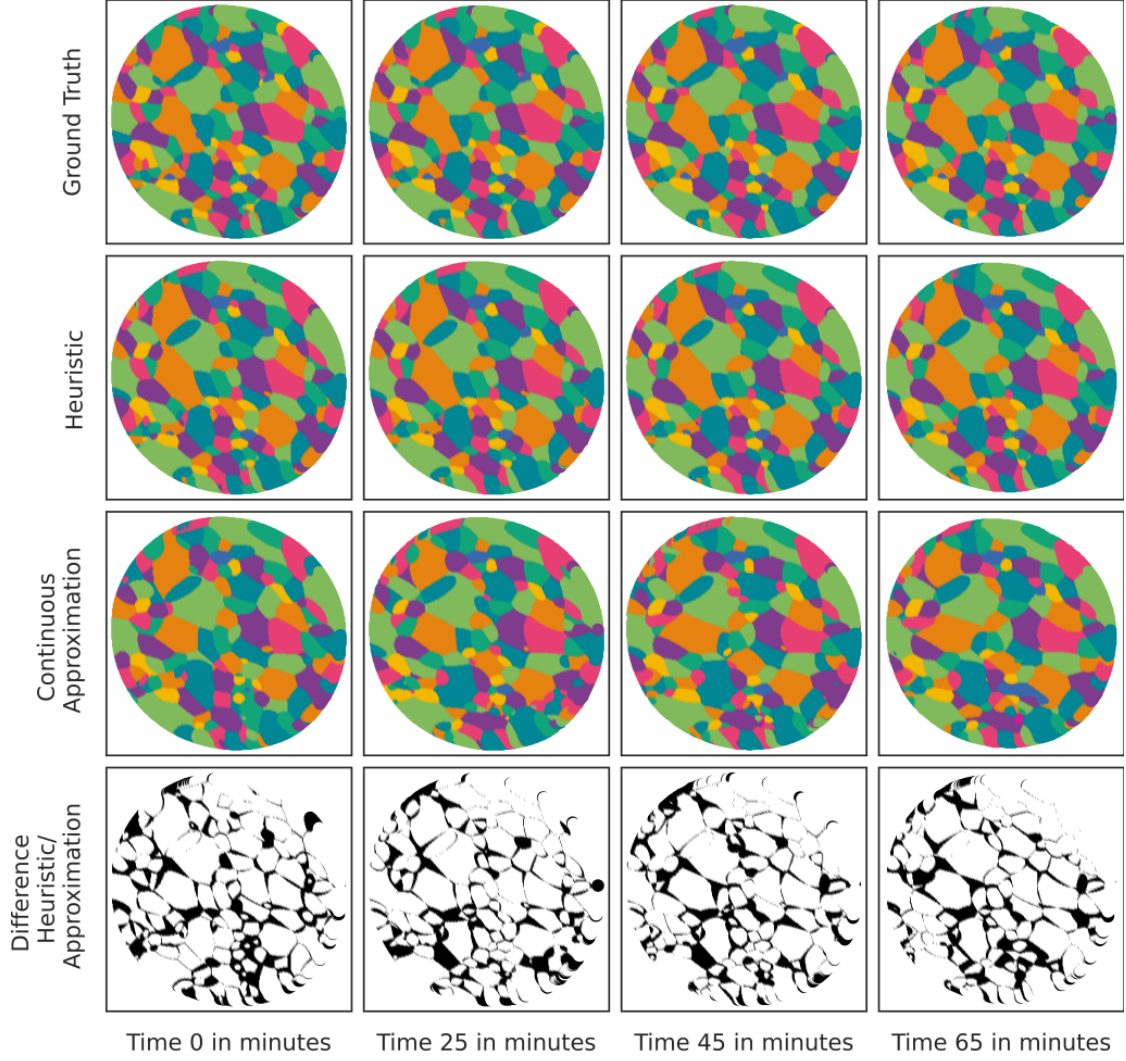 Ground Truth
Heuristic
Continuous
Approximation
Difference
Heuristic/
Approximation
Time 0 in minutes
Time 25 in minutes
Time 45 in minutes
Time 65 in minutes